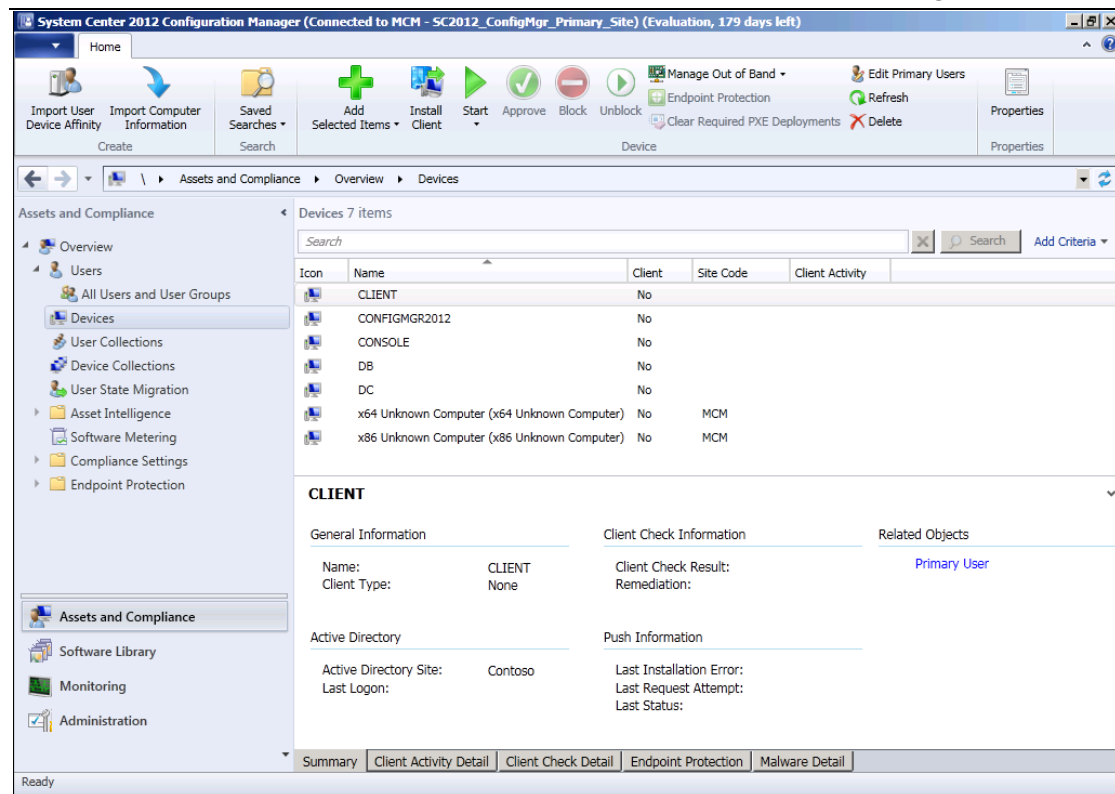 System Center 2012 Configuration Manager (Connected to MCM - SC2012_ConfigMgr_Primary_Site) (Evaluation, 179 days left)
Home
Import User Device Affinity
Import Computer Information
Create
Saved Searches
Search
Add Selected Items
Install Client
Start
Approve
Block
Unblock
Manage Out of Band
Endpoint Protection
Clear Required PXE Deployments
Edit Primary Users
Refresh
Delete
Device
Properties
Properties
\ Assets and Compliance Overview Devices
Assets and Compliance
Overview
Users
All Users and User Groups
Devices
User Collections
Device Collections
User State Migration
Asset Intelligence
Software Metering
Compliance Settings
Endpoint Protection
Assets and Compliance
Software Library
Monitoring
Administration
Devices 7 items
Search
Search
Add Criteria
Icon Name Client Site Code Client Activity
CLIENT No
CONFIGMGR2012 No
CONSOLE No
DB No
DC No
x64 Unknown Computer (x64 Unknown Computer) No MCM
x86 Unknown Computer (x86 Unknown Computer) No MCM
CLIENT
General Information
Name: CLIENT
Client Type: None
Client Check Information
Client Check Result:
Remediation:
Related Objects
Primary User
Active Directory
Active Directory Site: Contoso
Last Logon:
Push Information
Last Installation Error:
Last Request Attempt:
Last Status:
Summary Client Activity Detail Client Check Detail Endpoint Protection Malware Detail
Ready